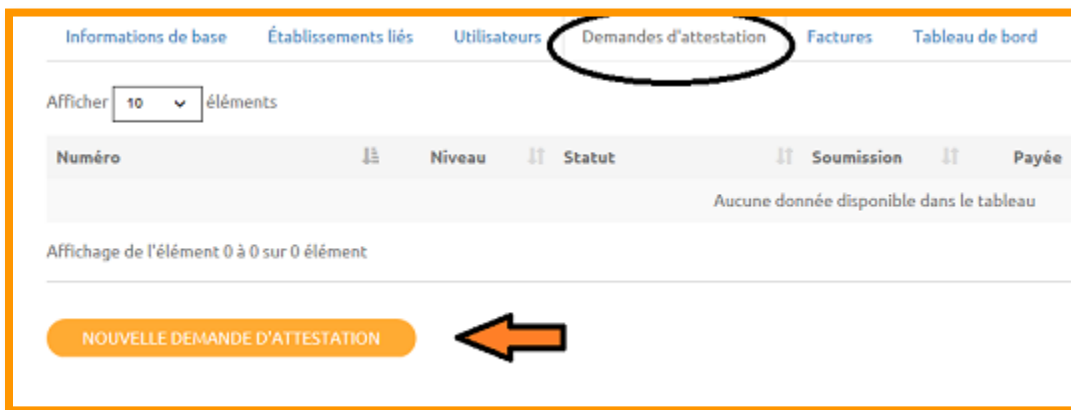 Informations de base Établissements liés Utilisateurs Demandes d'attestation Factures Tableau de bord
Afficher 10 éléments
Numéro Niveau Statut Soumission Payée
Aucune donnée disponible dans le tableau
Affichage de l'élément 0 à 0 sur 0 élément
NOUVELLE DEMANDE D'ATTESTATION